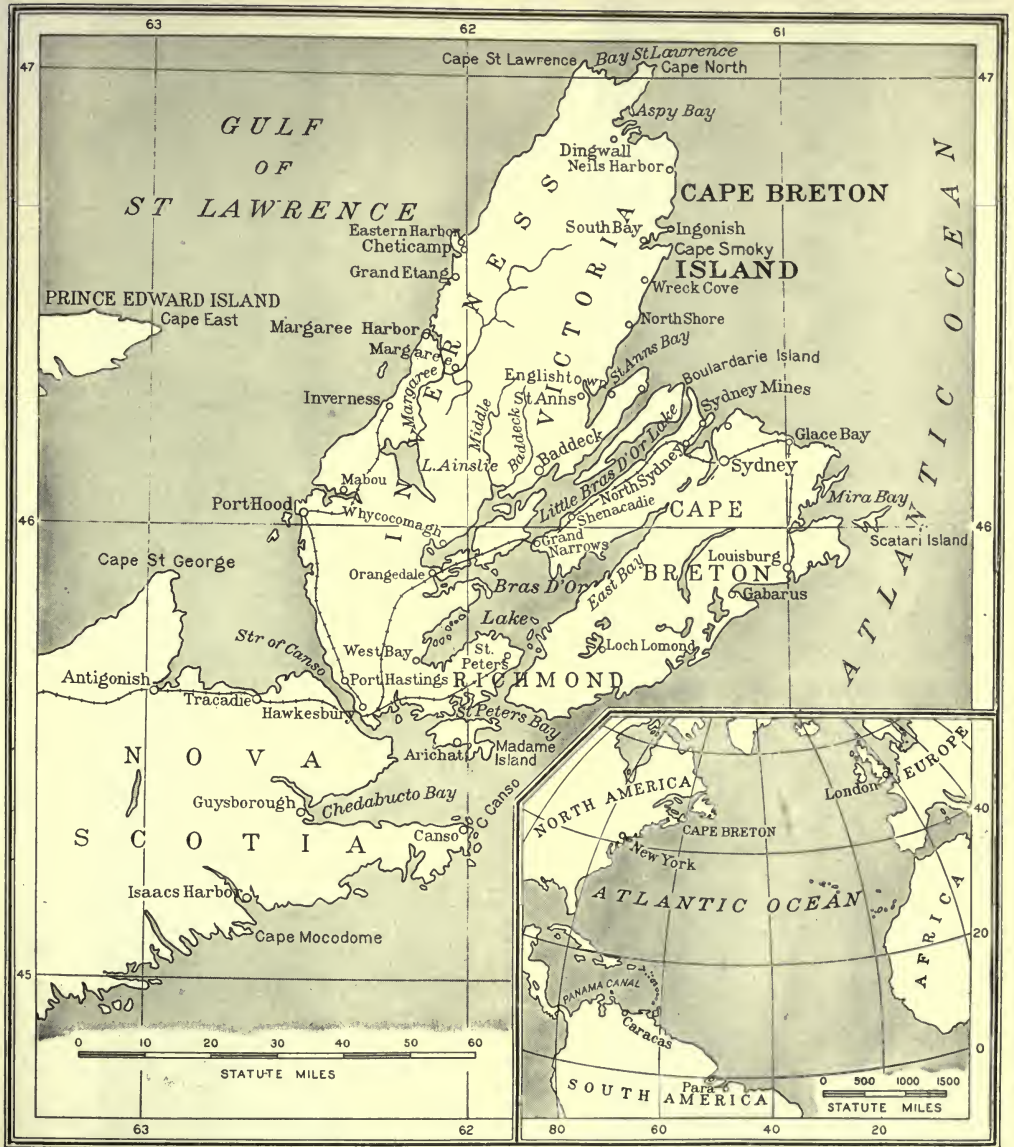 63
62
61
47
47
Cape St Lawrence
Bay St Lawrence
Cape North
Aspy Bay
Dingwall
Neils Harbor
GULF
OF
ST LAWRENCE
CAPE BRETON
ISLAND
Eastern Harbor
Cheticamp
Grand Etang
South Bay
Ingonish
Cape Smoky
Wreck Cove
North Shore
PRINCE EDWARD ISLAND
Cape East
Margaree Harbor
Margaree
INVERNESS
VICTORIA
ATLANTIC OCEAN
St Anns Bay
Englishtown
St Anns
Boulardarie Island
Sydney Mines
Inverness
Margaree
Middle
Baddeck
Baddeck
Little Bras D'Or Lake
North Sydney
Glace Bay
Sydney
L. Ainslie
Mabou
Port Hood
Whycocomagh
Shenacadie
Grand
Narrows
CAPE
BRETON
Mira Bay
46
46
Scatari Island
Louisburg
Gabarus
Cape St George
Orangedale
Bras D'Or
Lake
East Bay
Str of Canso
West Bay
St.
Peters
Loch Lomond
RICHMOND
Antigonish
Tracadie
Port Hastings
Hawkesbury
St Peters Bay
Arichat
Madame
Island
NOVA
SCOTIA
Guysborough
Chedabucto Bay
Canso
C Canso
Isaacs Harbor
Cape Mocodome
45
0 10 20 30 40 50 60
STATUTE MILES
63
62
NORTH AMERICA
CAPE BRETON
New York
London
EUROPE
40
ATLANTIC OCEAN
AFRICA
20
PANAMA CANAL
Caracas
0
SOUTH AMERICA
Para
0 500 1000 1500
STATUTE MILES
80
60
40
20